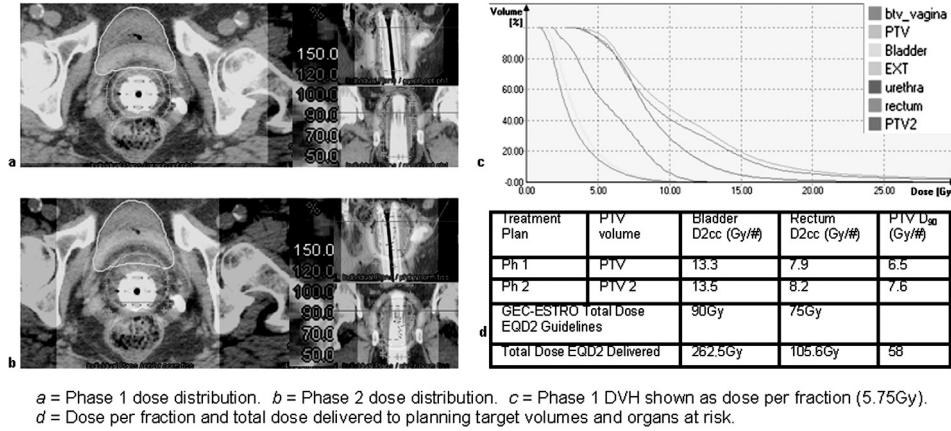 a
150.0
120.0
100.0
90.0
70.0
50.0
b
150.0
100.0
90.0
70.0
50.0
c
Volume
[%]
80.00
60.00
40.00
20.00
-0.00
0.00 5.00 10.00 15.00 20.00 25.00
Dose [Gy]
btv_vagina
PTV
Bladder
EXT
urethra
rectum
PTV2
d
Treatment Plan PTV volume Bladder D2cc (Gy/#) Rectum D2cc (Gy/#) PTV D90 (Gy/#)
Ph 1 PTV 13.3 7.9 6.5
Ph 2 PTV 2 13.5 8.2 7.6
GEC-ESTRO Total Dose EQD2 Guidelines 90Gy 75Gy
Total Dose EQD2 Delivered 262.5Gy 105.6Gy 58
a = Phase 1 dose distribution. b = Phase 2 dose distribution. c = Phase 1 DVH shown as dose per fraction (5.75Gy).
d = Dose per fraction and total dose delivered to planning target volumes and organs at risk.